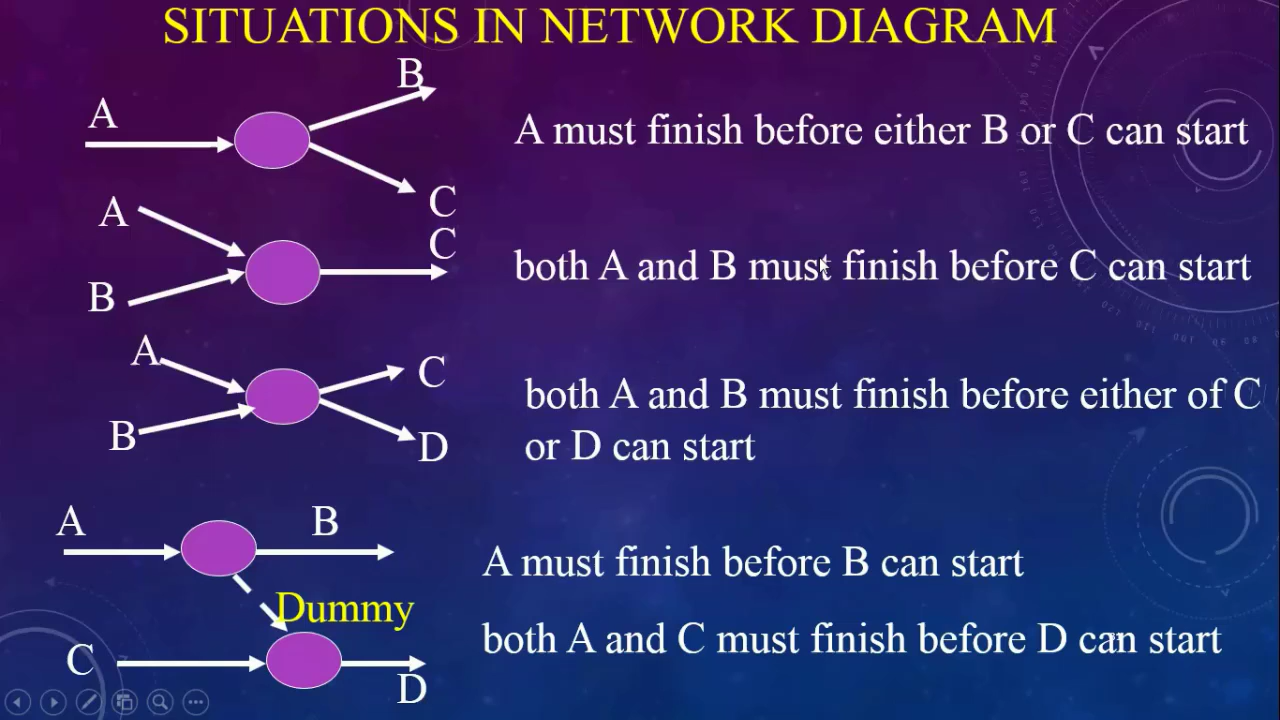 SITUATIONS IN NETWORK DIAGRAM
A
B
C
A must finish before either B or C can start
A
B
C
both A and B must finish before C can start
A
B
C
D
both A and B must finish before either of C
or D can start
A
B
A must finish before B can start
Dummy
C
D
both A and C must finish before D can start